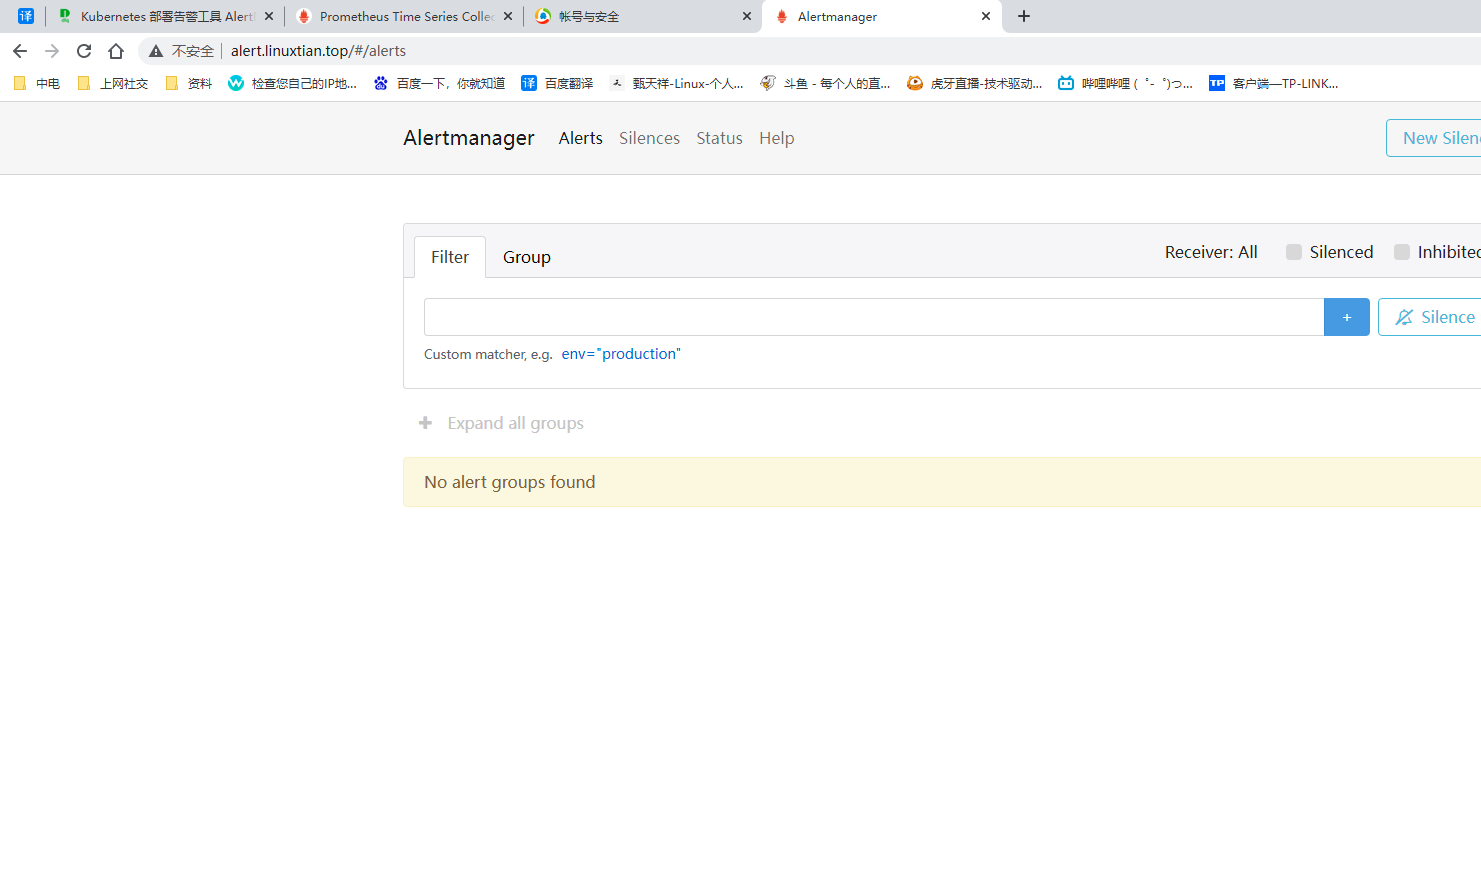 译
Kubernetes 部署告警工具 Alert
Prometheus Time Series Collec
帐号与安全
Alertmanager
不安全
alert.linuxtian.top/#/alerts
中电
上网社交
资料
检查您自己的IP地...
百度一下，你就知道
译
百度翻译
甄天祥-Linux-个人...
斗鱼 - 每个人的直...
虎牙直播-技术驱动...
哔哩哔哩 (゜-゜)つ...
TP
客户端—TP-LINK...
Alertmanager
Alerts
Silences
Status
Help
New Silen
Filter
Group
Receiver: All
Silenced
Inhibited
+
Silence
Custom matcher, e.g. env="production"
+ Expand all groups
No alert groups found